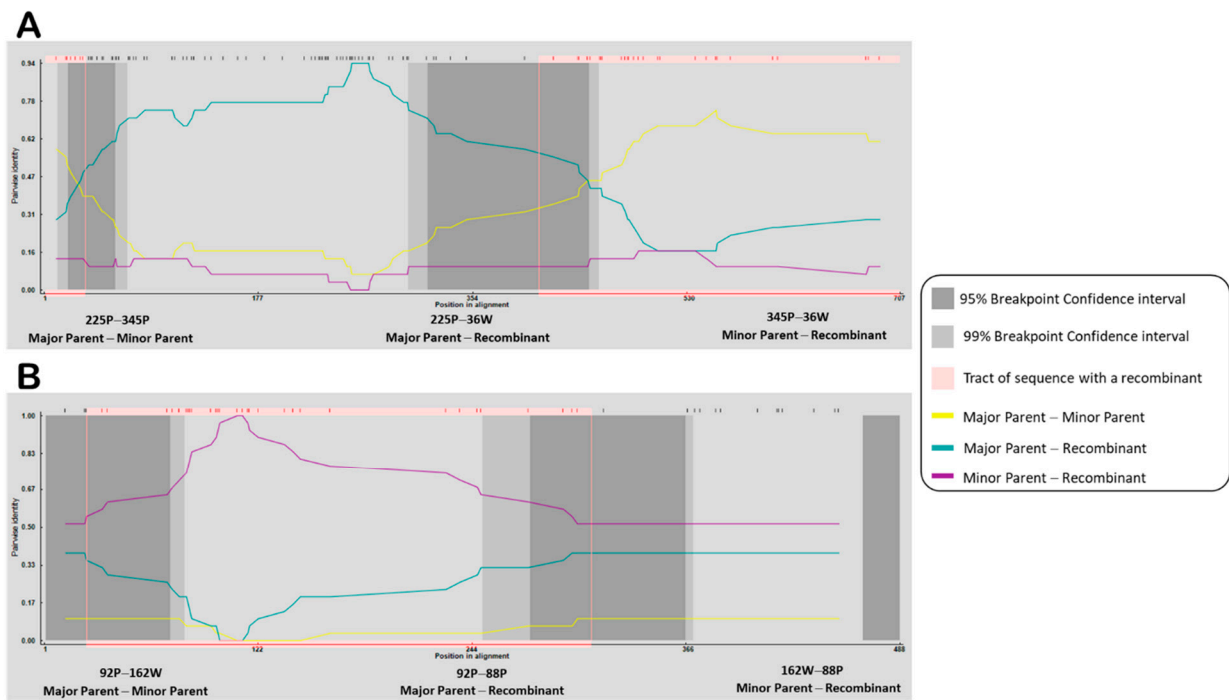 A
0.94
0.78
0.62
0.47
0.31
0.16
0.00
Pairwise identity
1 177 354 530 707
Position in alignment
225P–345P 225P–36W 345P–36W
Major Parent – Minor Parent Major Parent – Recombinant Minor Parent – Recombinant
B
1.00
0.83
0.67
0.50
0.33
0.17
0.00
Pairwise identity
1 122 244 366 488
Position in alignment
92P–162W 92P–88P 162W–88P
Major Parent – Minor Parent Major Parent – Recombinant Minor Parent – Recombinant
95% Breakpoint Confidence interval
99% Breakpoint Confidence interval
Tract of sequence with a recombinant
Major Parent – Minor Parent
Major Parent – Recombinant
Minor Parent – Recombinant